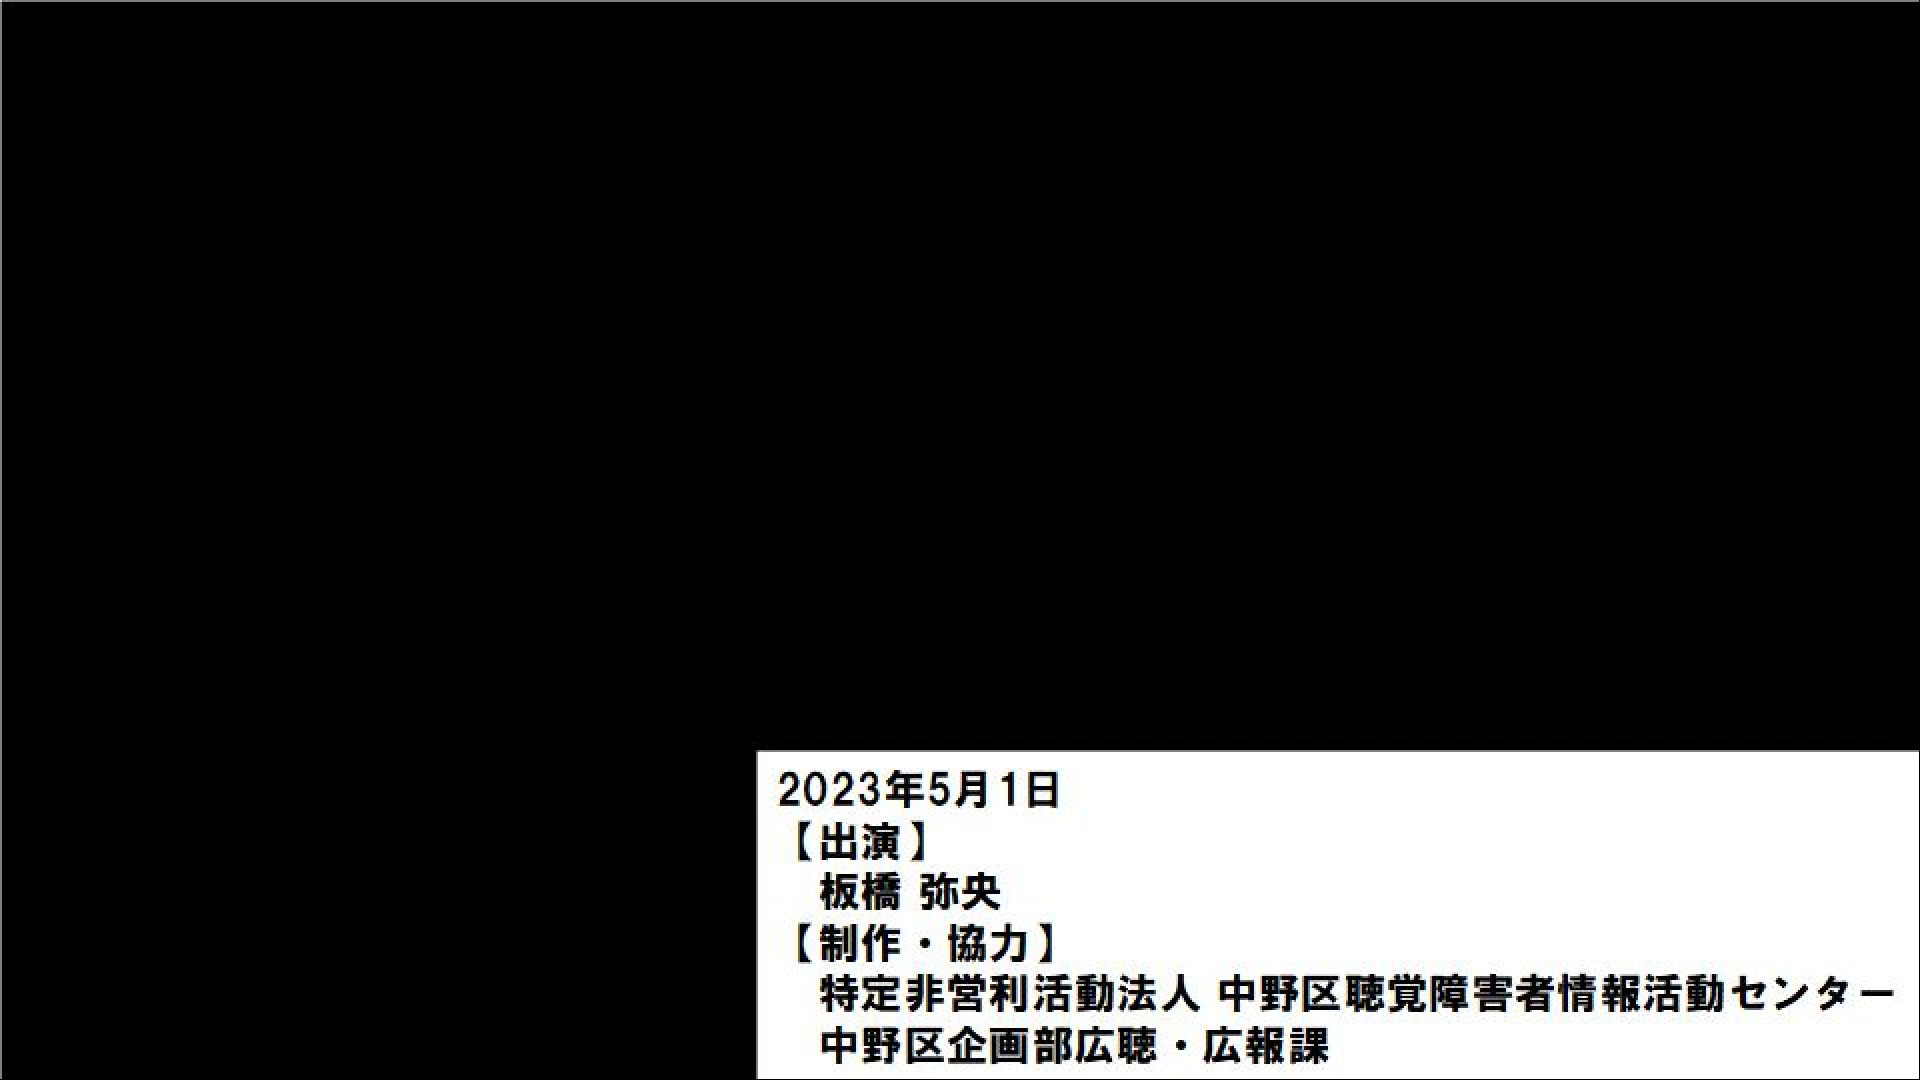 2023年5月1日
【出演】
板橋 弥央
【制作・協力】
特定非営利活動法人 中野区聴覚障害者情報活動センター
中野区企画部広聴・広報課